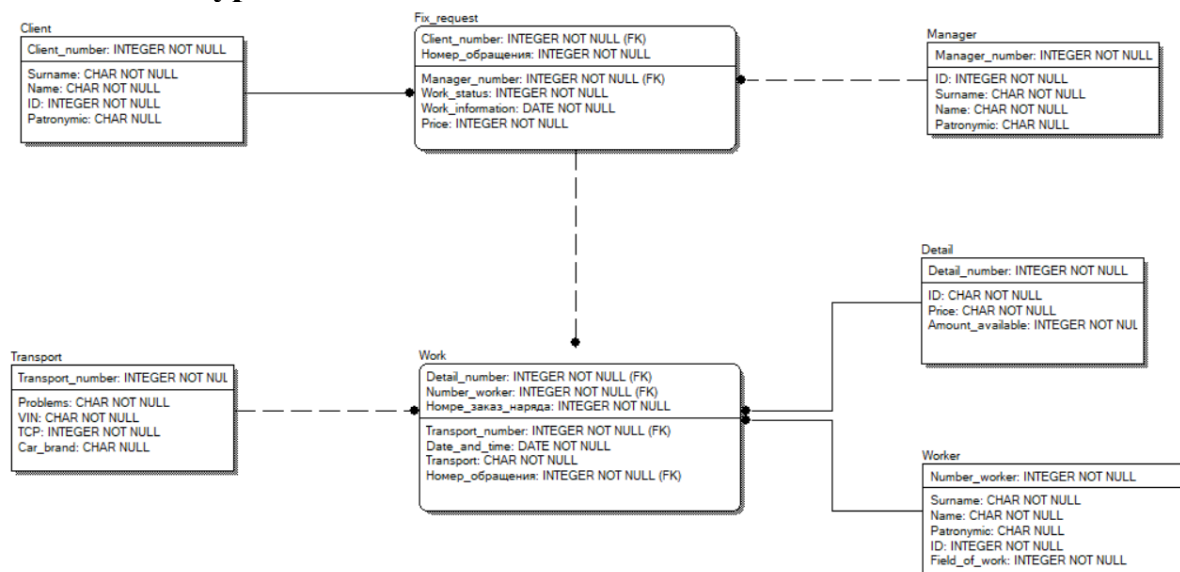 Client
Client_number: INTEGER NOT NULL
Surname: CHAR NOT NULL
Name: CHAR NOT NULL
ID: INTEGER NOT NULL
Patronymic: CHAR NULL
Fix_request
Client_number: INTEGER NOT NULL (FK)
Номер_обращения: INTEGER NOT NULL
Manager_number: INTEGER NOT NULL (FK)
Work_status: INTEGER NOT NULL
Work_information: DATE NOT NULL
Price: INTEGER NOT NULL
Manager
Manager_number: INTEGER NOT NULL
ID: INTEGER NOT NULL
Surname: CHAR NOT NULL
Name: CHAR NOT NULL
Patronymic: CHAR NULL
Detail
Detail_number: INTEGER NOT NULL
ID: CHAR NOT NULL
Price: CHAR NOT NULL
Amount_available: INTEGER NOT NUL
Transport
Transport_number: INTEGER NOT NUL
Problems: CHAR NOT NULL
VIN: CHAR NOT NULL
TCP: INTEGER NOT NULL
Car_brand: CHAR NULL
Work
Detail_number: INTEGER NOT NULL (FK)
Number_worker: INTEGER NOT NULL (FK)
Номре_заказ_наряда: INTEGER NOT NULL
Transport_number: INTEGER NOT NULL (FK)
Date_and_time: DATE NOT NULL
Transport: CHAR NOT NULL
Номер_обращения: INTEGER NOT NULL (FK)
Worker
Number_worker: INTEGER NOT NULL
Surname: CHAR NOT NULL
Name: CHAR NOT NULL
Patronymic: CHAR NULL
ID: INTEGER NOT NULL
Field_of_work: INTEGER NOT NULL